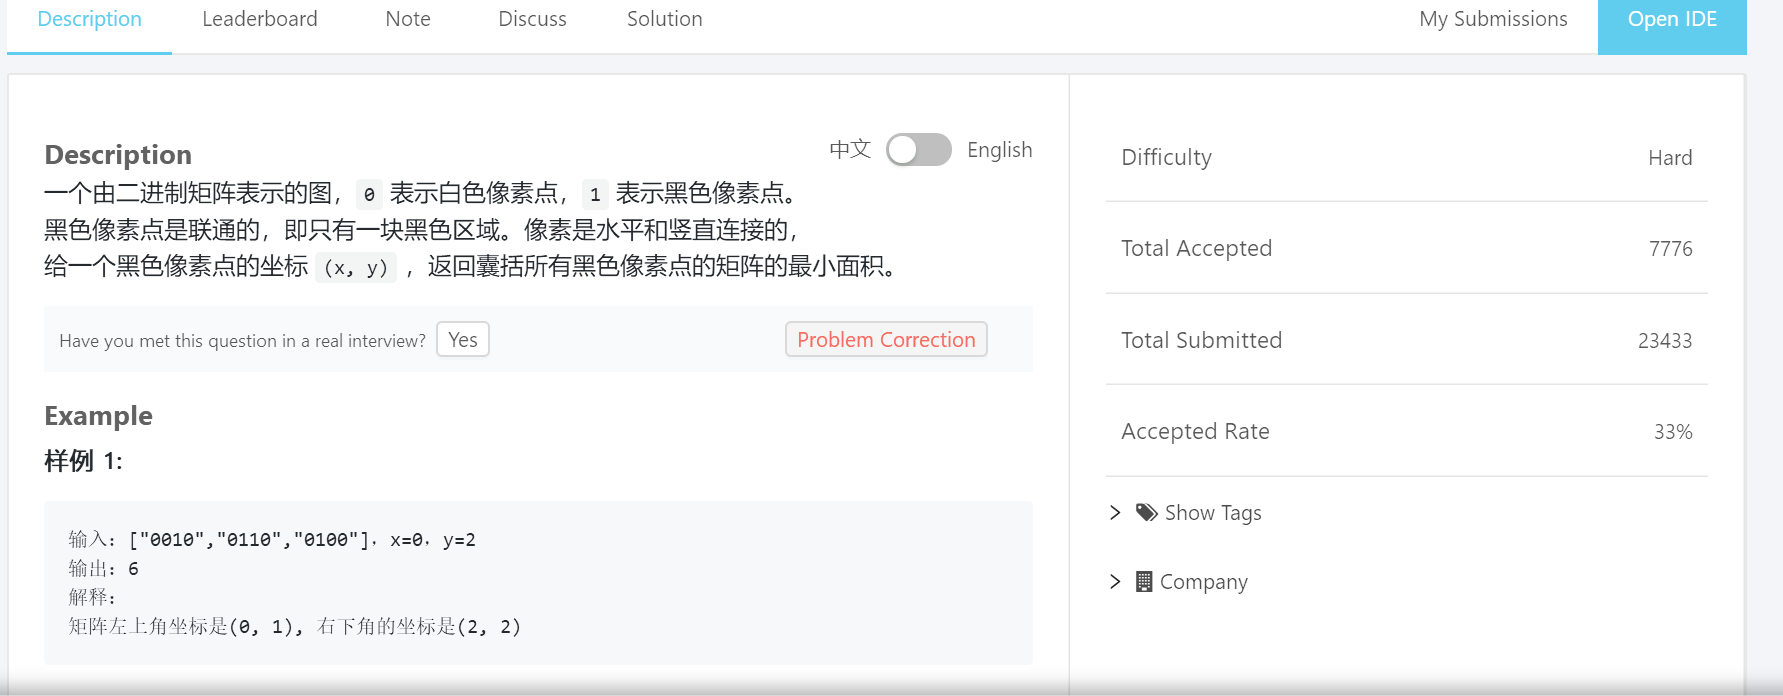 Description Leaderboard Note Discuss Solution My Submissions Open IDE
中文 English
Description
一个由二进制矩阵表示的图，0 表示白色像素点，1 表示黑色像素点。
黑色像素点是联通的，即只有一块黑色区域。像素是水平和竖直连接的，
给一个黑色像素点的坐标 (x, y) ，返回囊括所有黑色像素点的矩阵的最小面积。
Have you met this question in a real interview? Yes Problem Correction
Example
样例 1:
输入：["0010","0110","0100"]，x=0，y=2
输出：6
解释：
矩阵左上角坐标是(0, 1), 右下角的坐标是(2, 2)
Difficulty Hard
Total Accepted 7776
Total Submitted 23433
Accepted Rate 33%
Show Tags
Company